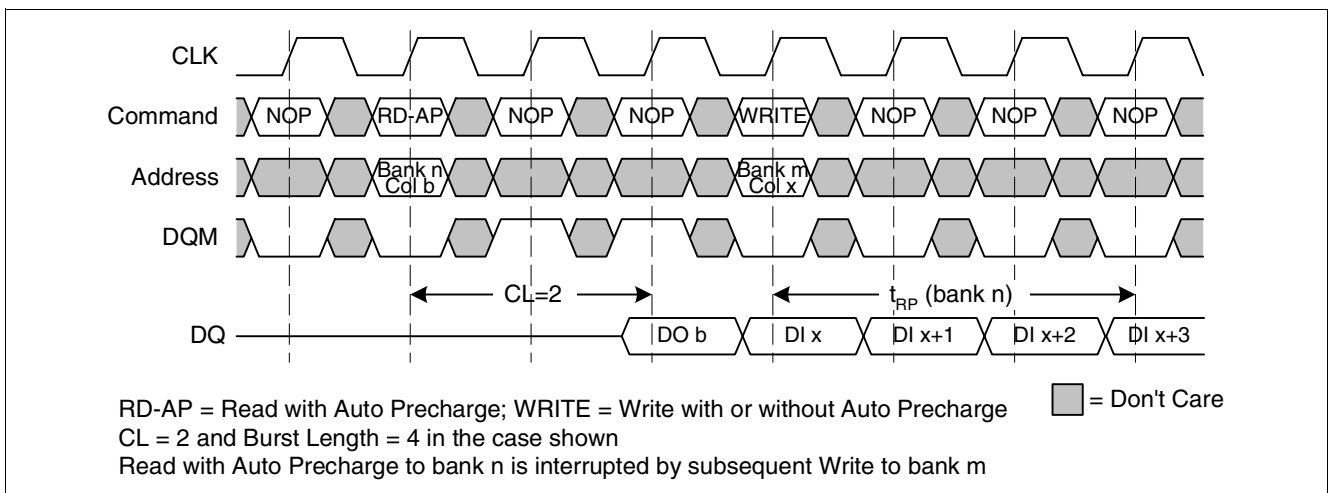 CLK
Command NOP RD-AP NOP NOP WRITE NOP NOP NOP
Address Bank n Col b Bank m Col x
DQM
CL=2 tRP (bank n)
DQ DO b DI x DI x+1 DI x+2 DI x+3
RD-AP = Read with Auto Precharge; WRITE = Write with or without Auto Precharge = Don't Care
CL = 2 and Burst Length = 4 in the case shown
Read with Auto Precharge to bank n is interrupted by subsequent Write to bank m